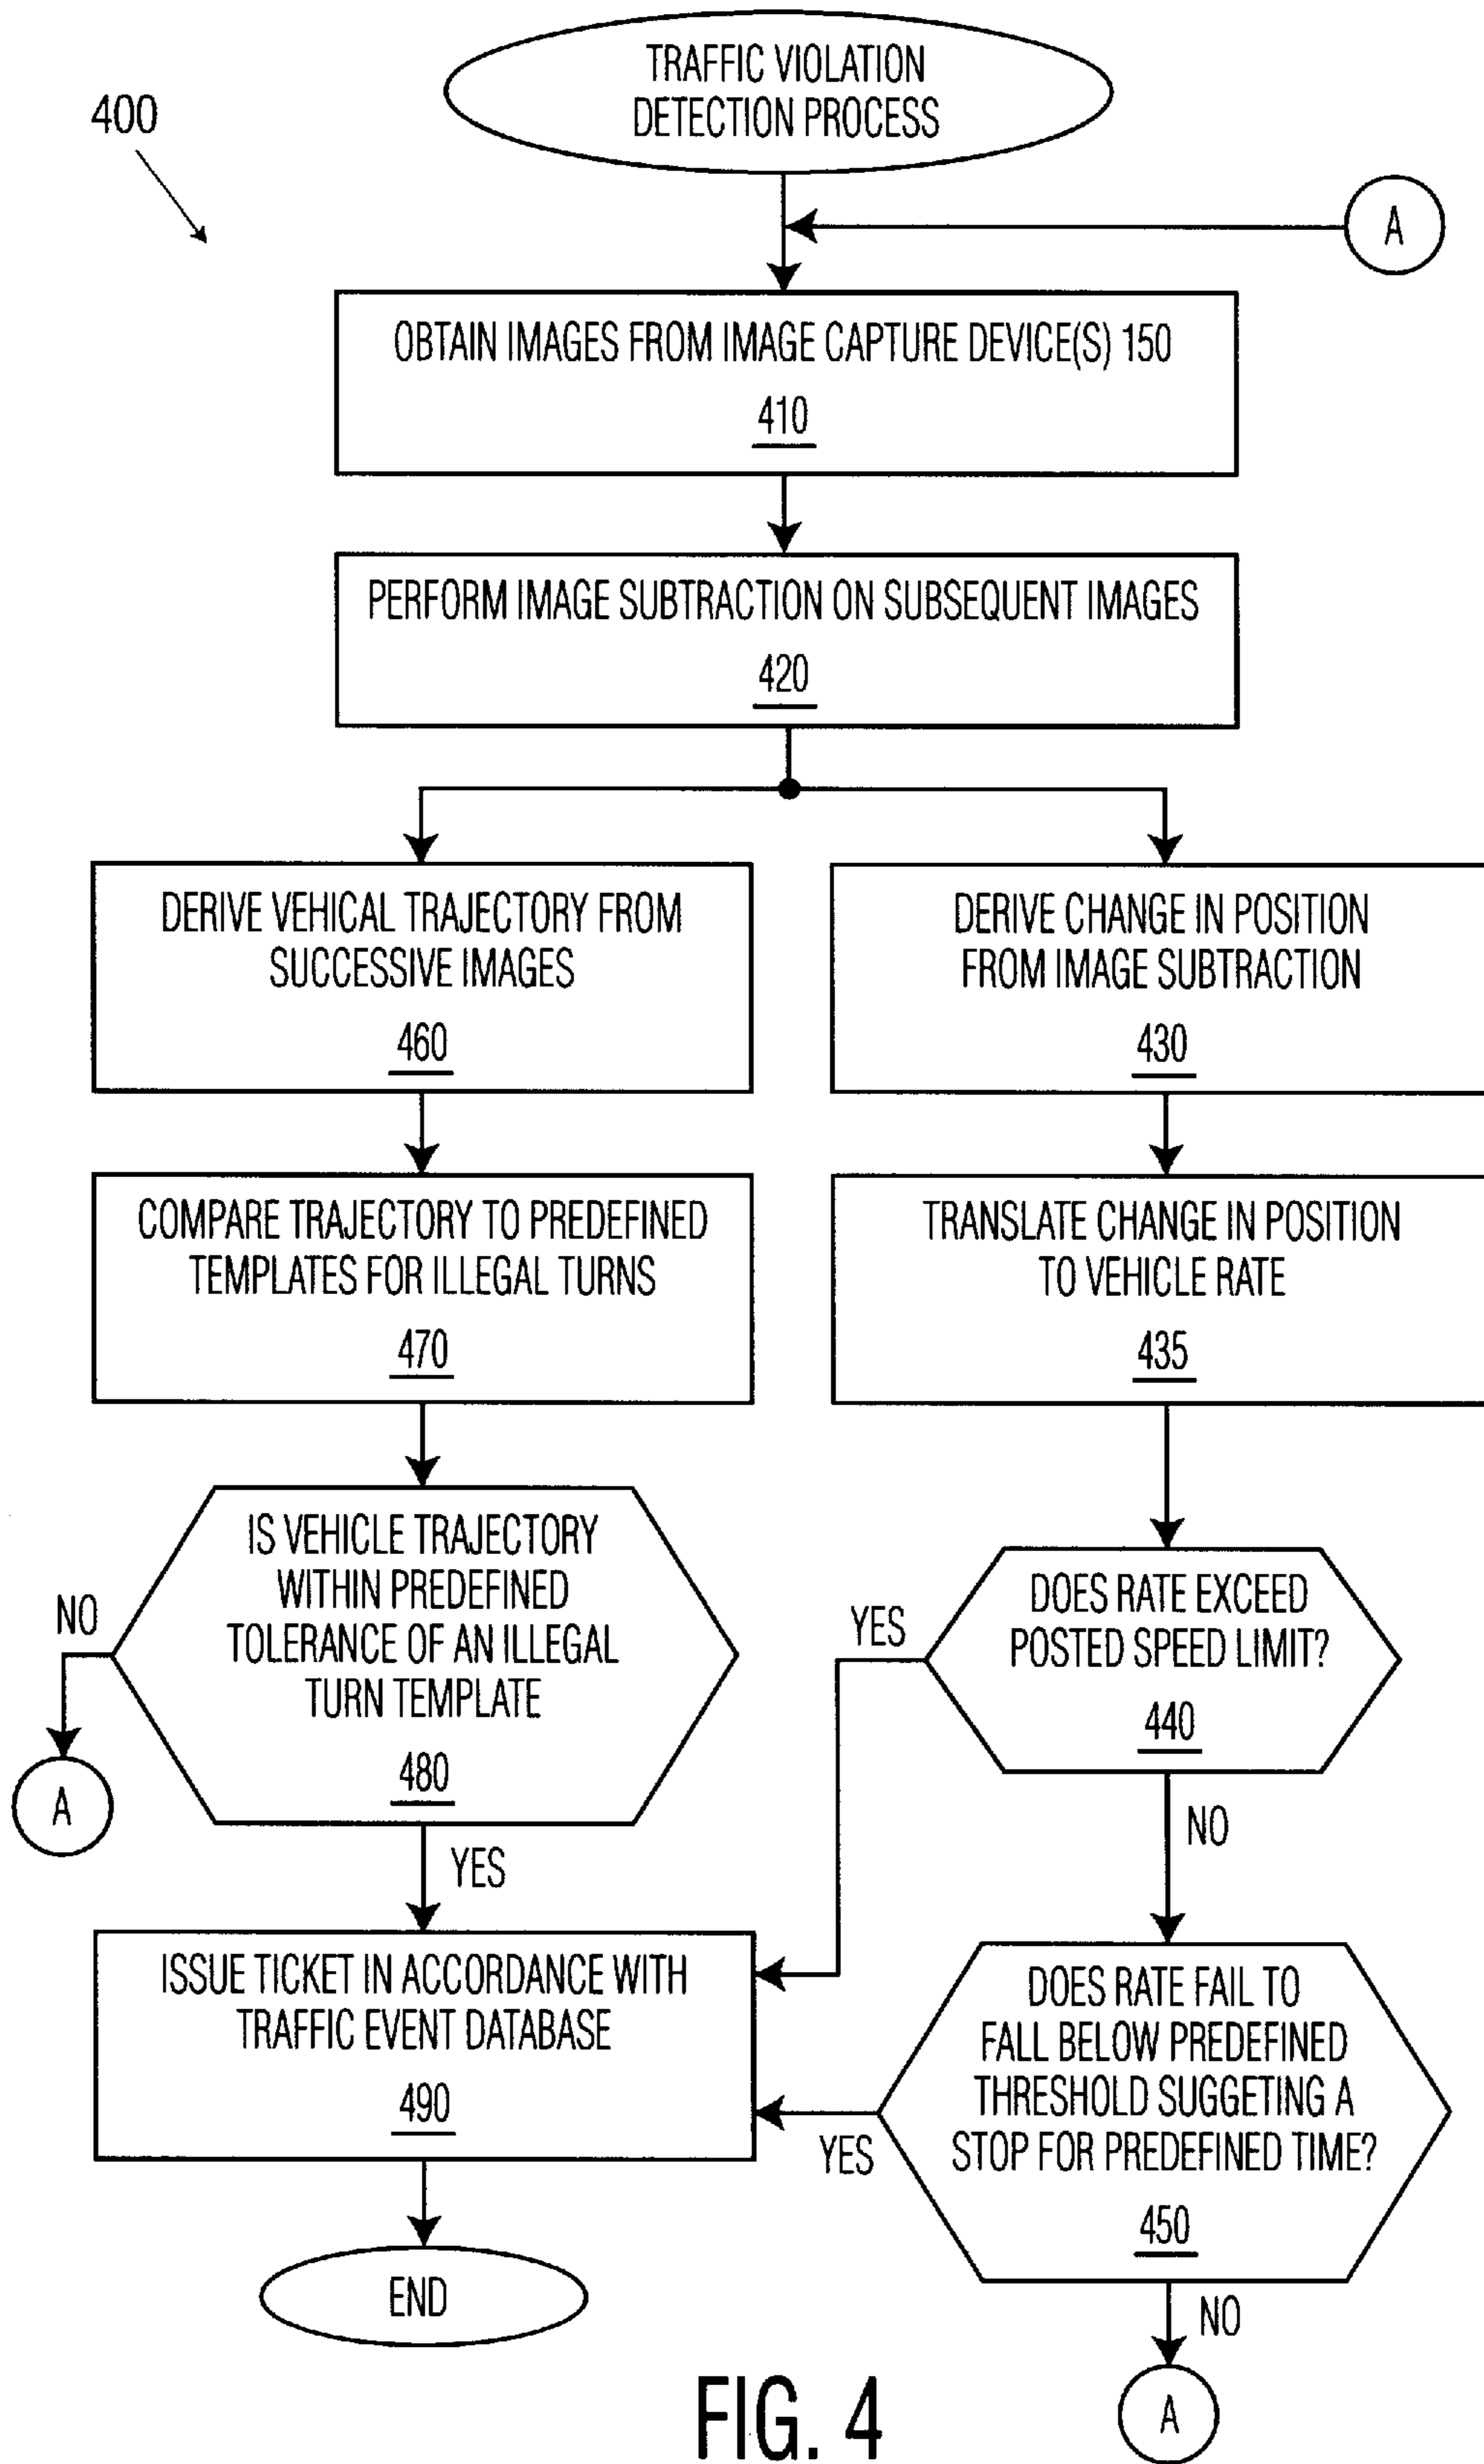 TRAFFIC VIOLATION
DETECTION PROCESS
400
A
OBTAIN IMAGES FROM IMAGE CAPTURE DEVICE(S) 150
410
PERFORM IMAGE SUBTRACTION ON SUBSEQUENT IMAGES
420
DERIVE VEHICAL TRAJECTORY FROM
SUCCESSIVE IMAGES
460
DERIVE CHANGE IN POSITION
FROM IMAGE SUBTRACTION
430
COMPARE TRAJECTORY TO PREDEFINED
TEMPLATES FOR ILLEGAL TURNS
470
TRANSLATE CHANGE IN POSITION
TO VEHICLE RATE
435
IS VEHICLE TRAJECTORY
WITHIN PREDEFINED
TOLERANCE OF AN ILLEGAL
TURN TEMPLATE
480
NO
A
YES
DOES RATE EXCEED
POSTED SPEED LIMIT?
440
YES
NO
ISSUE TICKET IN ACCORDANCE WITH
TRAFFIC EVENT DATABASE
490
DOES RATE FAIL TO
FALL BELOW PREDEFINED
THRESHOLD SUGGETING A
STOP FOR PREDEFINED TIME?
450
YES
NO
END
A
FIG. 4